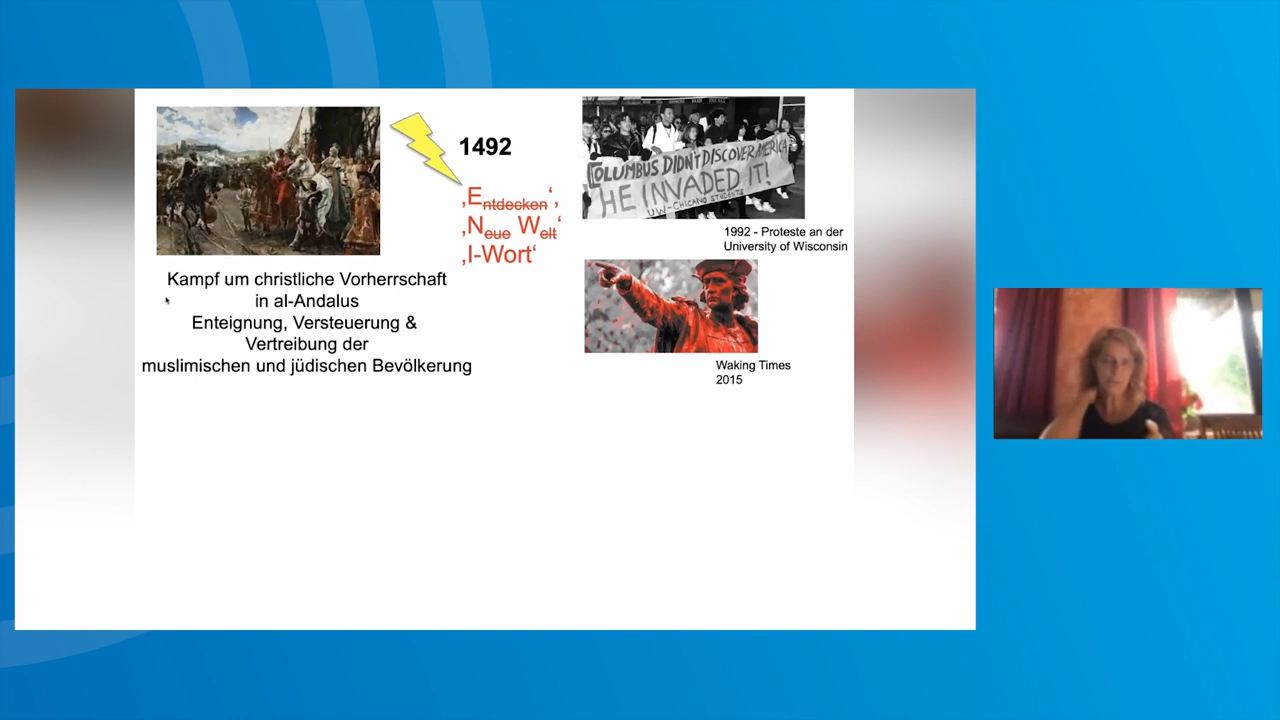 1492
‚Entdecken‘,
‚Neue Welt‘
‚I-Wort‘
Kampf um christliche Vorherrschaft
in al-Andalus
Enteignung, Versteuerung &
Vertreibung der
muslimischen und jüdischen Bevölkerung
COLUMBUS DIDN'T DISCOVER AMERICA
HE INVADED IT!
UW-CHICANO STUDENTS
1992 - Proteste an der
University of Wisconsin
Waking Times
2015